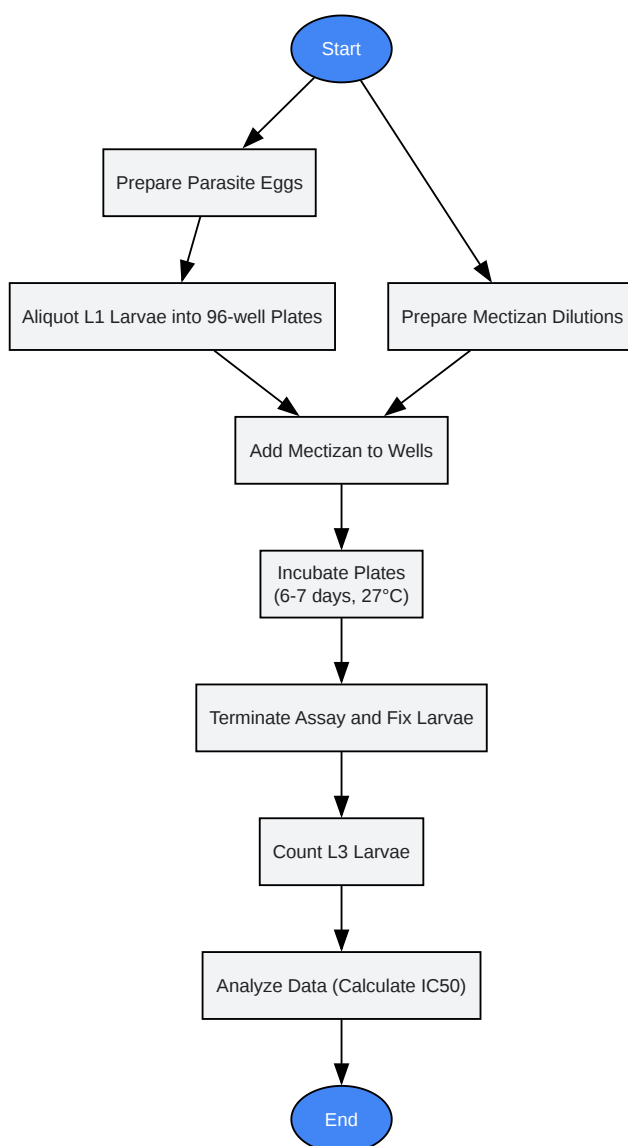 Start
Prepare Parasite Eggs
Aliquot L1 Larvae into 96-well Plates
Prepare Mectizan Dilutions
Add Mectizan to Wells
Incubate Plates
(6-7 days, 27°C)
Terminate Assay and Fix Larvae
Count L3 Larvae
Analyze Data (Calculate IC50)
End